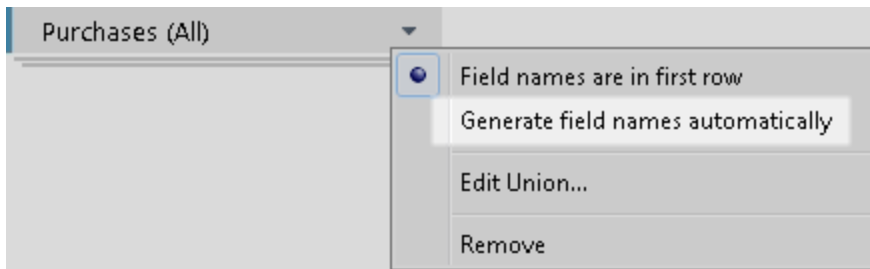 Purchases (All)
Field names are in first row
Generate field names automatically
Edit Union...
Remove